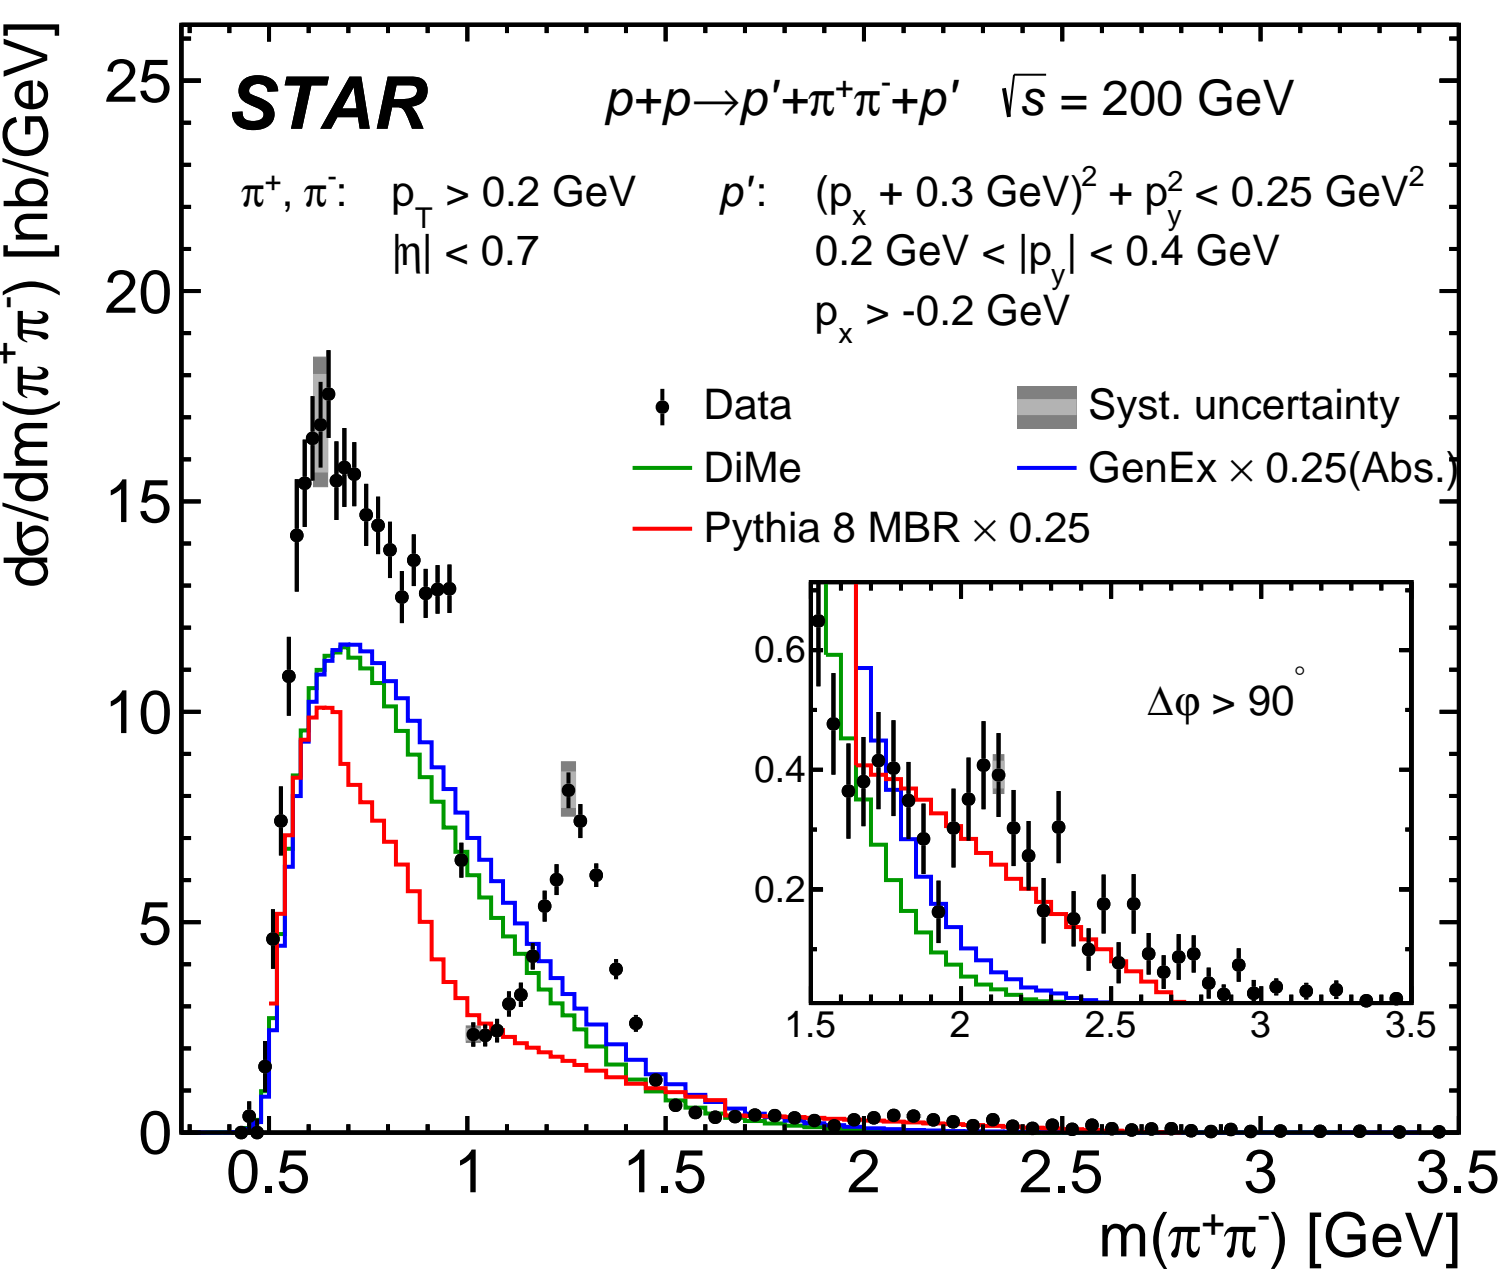 dσ/dm(π⁺π⁻) [nb/GeV]
STAR
p+p→p′+π⁺π⁻+p′ √s = 200 GeV
π⁺, π⁻: p_T > 0.2 GeV p′: (p_x + 0.3 GeV)² + p_y² < 0.25 GeV²
|η| < 0.7 0.2 GeV < |p_y| < 0.4 GeV
p_x > -0.2 GeV
Data Syst. uncertainty
DiMe GenEx × 0.25(Abs.)
Pythia 8 MBR × 0.25
25
20
15
10
5
0
0.5 1 1.5 2 2.5 3 3.5
m(π⁺π⁻) [GeV]
Δφ > 90°
0.6
0.4
0.2
1.5 2 2.5 3 3.5